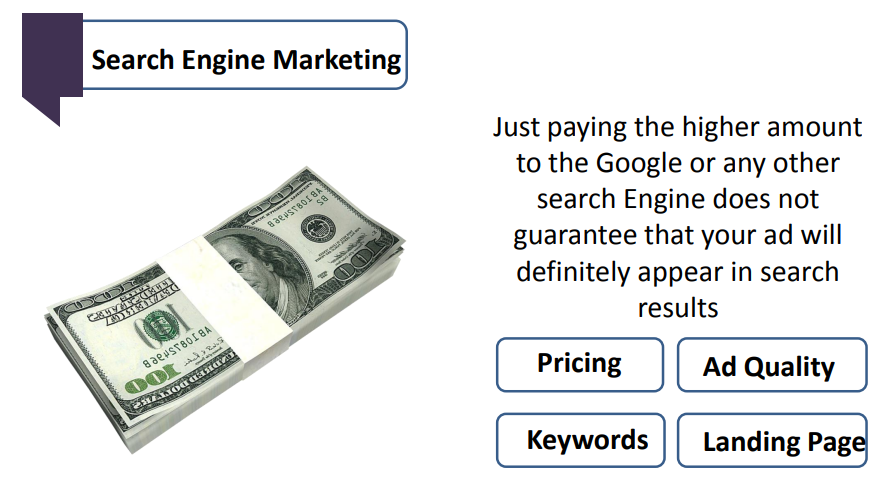 Search Engine Marketing
Just paying the higher amount
to the Google or any other
search Engine does not
guarantee that your ad will
definitely appear in search
results
Pricing
Ad Quality
Keywords
Landing Page